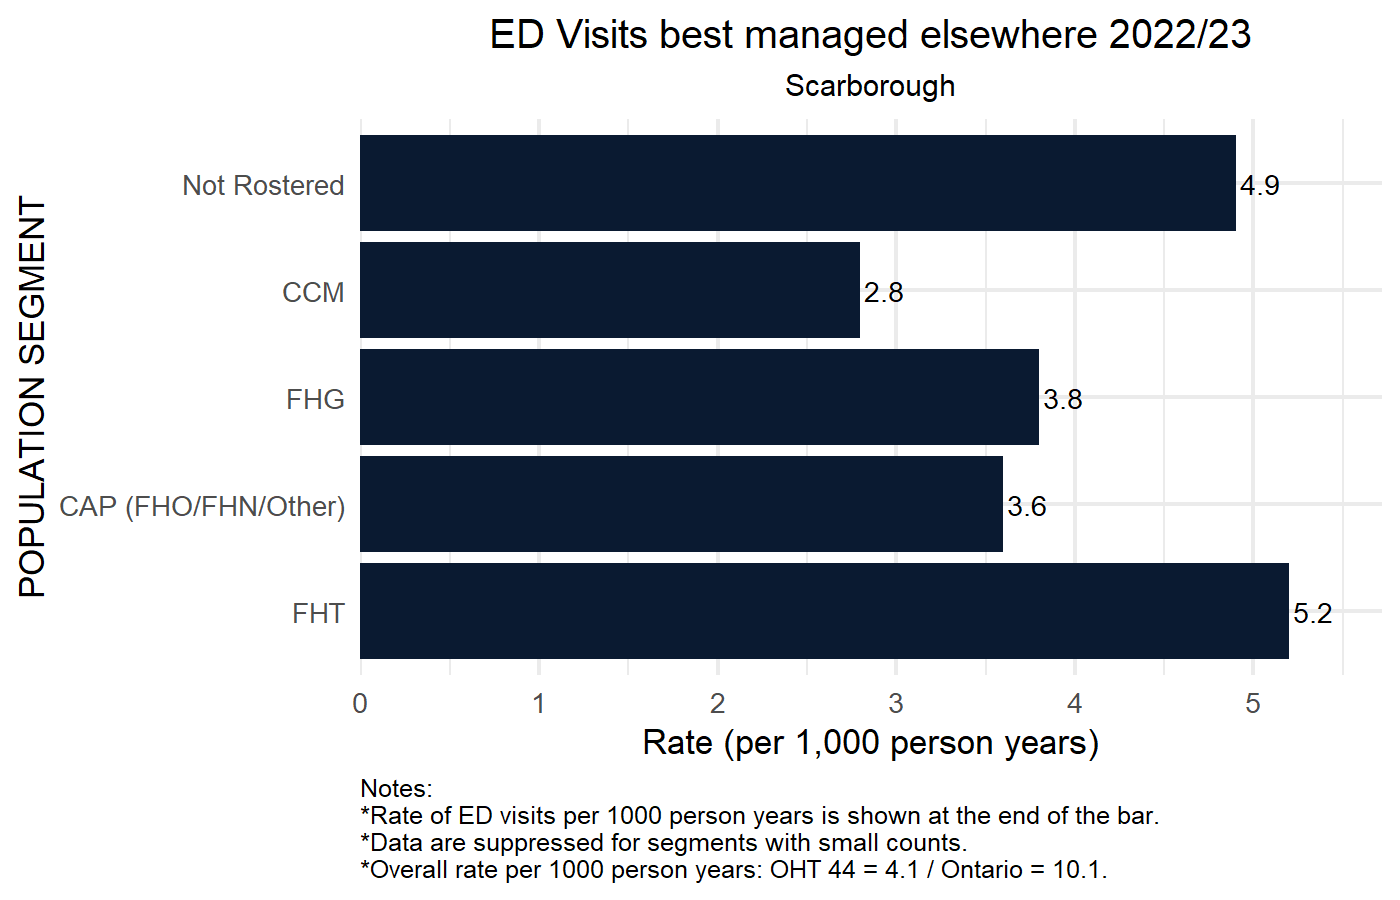 ED Visits best managed elsewhere 2022/23
Scarborough
POPULATION SEGMENT
Not Rostered
4.9
CCM
2.8
FHG
3.8
CAP (FHO/FHN/Other)
3.6
FHT
5.2
0 1 2 3 4 5
Rate (per 1,000 person years)
Notes:
*Rate of ED visits per 1000 person years is shown at the end of the bar.
*Data are suppressed for segments with small counts.
*Overall rate per 1000 person years: OHT 44 = 4.1 / Ontario = 10.1.